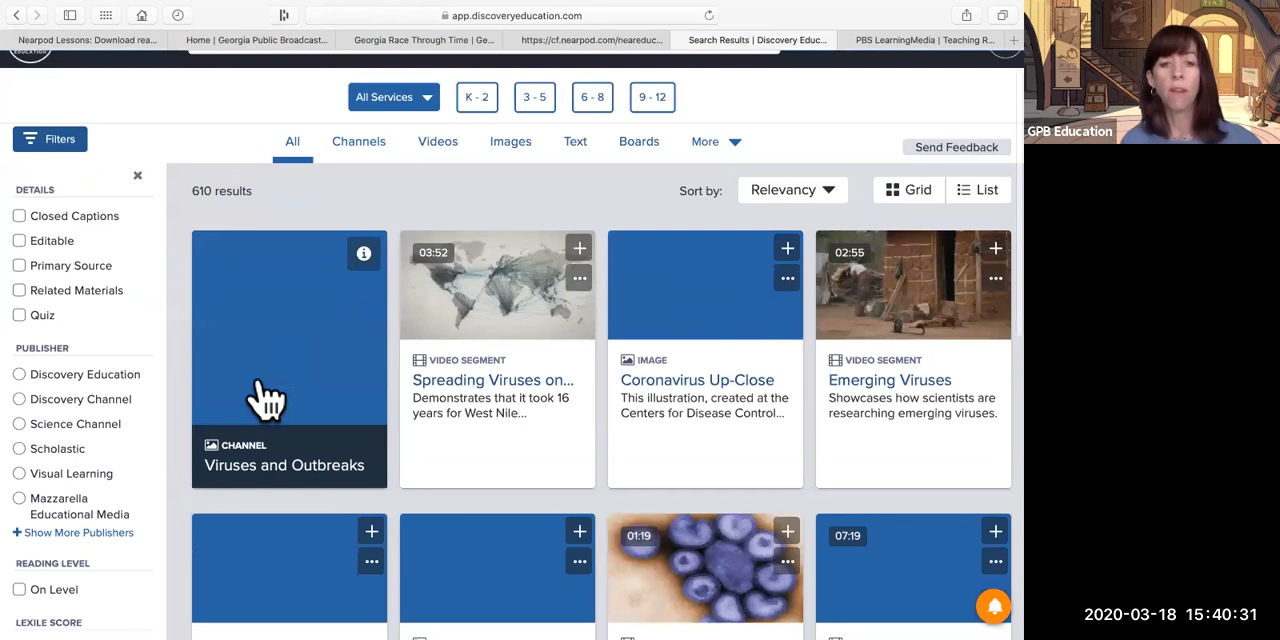 app.discoveryeducation.com
Nearpod Lessons: Download rea...
Home | Georgia Public Broadcast...
Georgia Race Through Time | Ge...
https://cf.nearpod.com/neareduc...
Search Results | Discovery Educ...
PBS LearningMedia | Teaching R...
All Services
K - 2
3 - 5
6 - 8
9 - 12
GPB Education
Filters
All
Channels
Videos
Images
Text
Boards
More
Send Feedback
610 results
Sort by:
Relevancy
Grid
List
DETAILS
Closed Captions
Editable
Primary Source
Related Materials
Quiz
PUBLISHER
Discovery Education
Discovery Channel
Science Channel
Scholastic
Visual Learning
Mazzarella
Educational Media
+ Show More Publishers
READING LEVEL
On Level
LEXILE SCORE
CHANNEL
Viruses and Outbreaks
03:52
VIDEO SEGMENT
Spreading Viruses on...
Demonstrates that it took 16
years for West Nile...
IMAGE
Coronavirus Up-Close
This illustration, created at the
Centers for Disease Control...
02:55
VIDEO SEGMENT
Emerging Viruses
Showcases how scientists are
researching emerging viruses.
01:19
07:19
2020-03-18 15:40:31